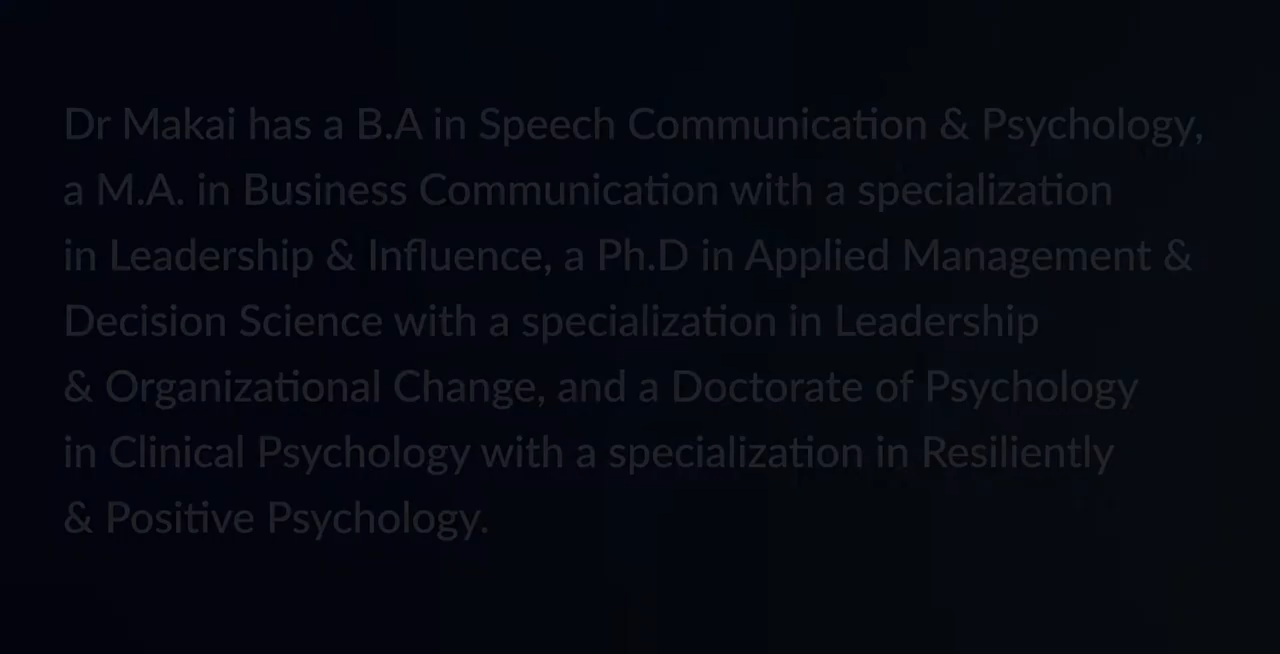 Dr Makai has a B.A in Speech Communication & Psychology,
a M.A. in Business Communication with a specialization
in Leadership & Influence, a Ph.D in Applied Management &
Decision Science with a specialization in Leadership
& Organizational Change, and a Doctorate of Psychology
in Clinical Psychology with a specialization in Resiliently
& Positive Psychology.